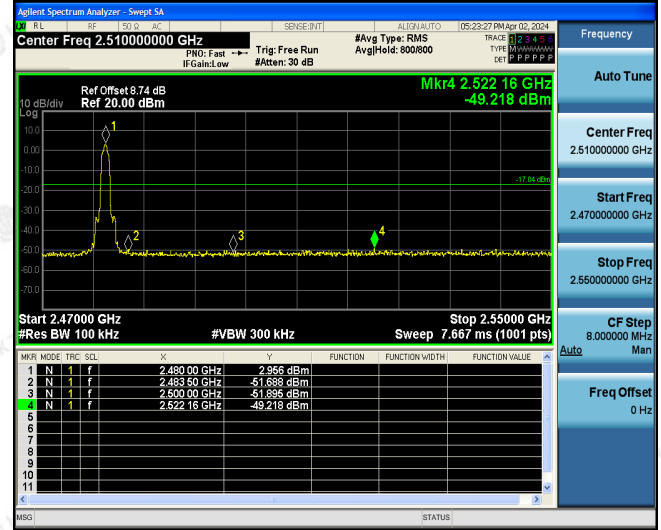 Agilent Spectrum Analyzer - Swept SA
RL RF 50 Ω AC SENSE:INT ALIGNAUTO 05:23:27 PM Apr 02, 2024
Center Freq 2.510000000 GHz
PNO: Fast
IFGain:Low
Trig: Free Run
#Atten: 30 dB
#Avg Type: RMS
Avg|Hold: 800/800
TRACE 1 2 3 4 5 6
TYPE M
DET P P P P P P
Mkr4 2.522 16 GHz
-49.218 dBm
Ref Offset 8.74 dB
10 dB/div Ref 20.00 dBm
Log
10.0
0.00
-10.0
-20.0
-30.0
-40.0
-50.0
-60.0
-70.0
1
2
3
4
-17.04 dBm
Start 2.47000 GHz Stop 2.55000 GHz
#Res BW 100 kHz #VBW 300 kHz Sweep 7.667 ms (1001 pts)
MKR MODE TRC SCL X Y FUNCTION FUNCTION WIDTH FUNCTION VALUE
1 N 1 f 2.480 00 GHz 2.956 dBm
2 N 1 f 2.483 50 GHz -51.688 dBm
3 N 1 f 2.500 00 GHz -51.895 dBm
4 N 1 f 2.522 16 GHz -49.218 dBm
5
6
7
8
9
10
11
MSG STATUS
Frequency
Auto Tune
Center Freq
2.510000000 GHz
Start Freq
2.470000000 GHz
Stop Freq
2.550000000 GHz
CF Step
8.000000 MHz
Auto Man
Freq Offset
0 Hz